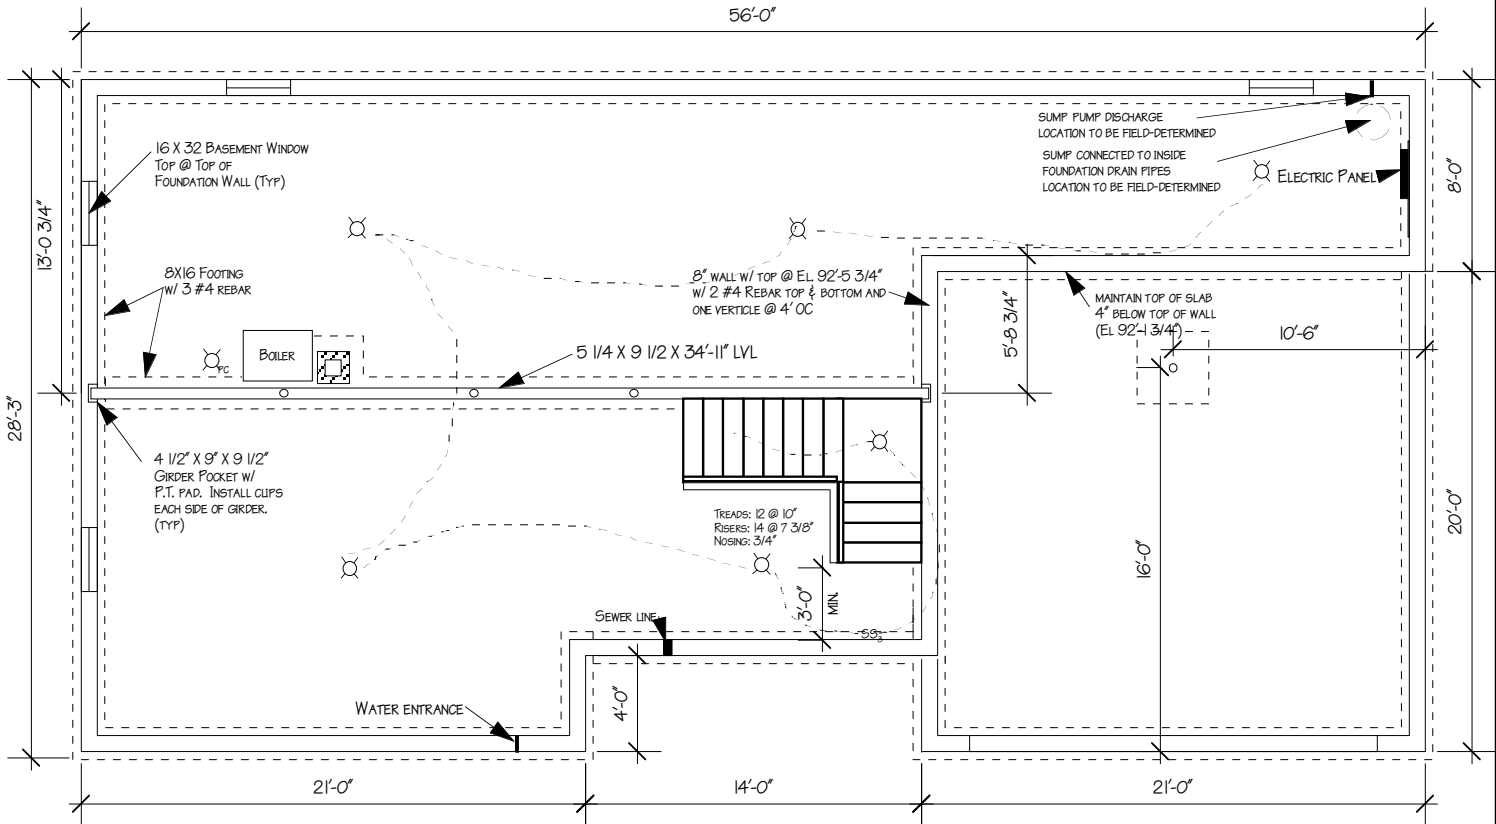 56'-0"
SUMP PUMP DISCHARGE
LOCATION TO BE FIELD-DETERMINED
16 X 32 BASEMENT WINDOW
TOP @ TOP OF
FOUNDATION WALL (TYP)
SUMP CONNECTED TO INSIDE
FOUNDATION DRAIN PIPES
LOCATION TO BE FIELD-DETERMINED
ELECTRIC PANEL
8'-0"
13'-0 3/4"
8X16 FOOTING
W/ 3 #4 REBAR
8" WALL W/ TOP @ EL 92'-5 3/4"
W/ 2 #4 REBAR TOP & BOTTOM AND
ONE VERTICLE @ 4' OC
MAINTAIN TOP OF SLAB
4" BELOW TOP OF WALL
(EL 92'-1 3/4")
5'-8 3/4"
10'-6"
BOILER
PC
5 1/4 X 9 1/2 X 34'-11" LVL
28'-3"
4 1/2" X 9" X 9 1/2"
GIRDER POCKET W/
P.T. PAD. INSTALL CLIPS
EACH SIDE OF GIRDER.
(TYP)
TREADS: 12 @ 10"
RISERS: 14 @ 7 3/8"
NOSING: 3/4"
20'-0"
16'-0"
3'-0"
MIN.
SEWER LINE
SS3
4'-0"
WATER ENTRANCE
21'-0"
14'-0"
21'-0"